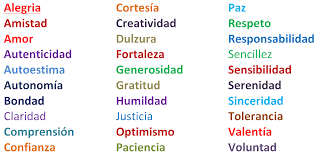 Alegria Cortesía Paz
Amistad Creatividad Respeto
Amor Dulzura Responsabilidad
Autenticidad Fortaleza Sencillez
Autoestima Generosidad Sensibilidad
Autonomía Gratitud Serenidad
Bondad Humildad Sinceridad
Claridad Justicia Tolerancia
Comprensión Optimismo Valentía
Confianza Paciencia Voluntad